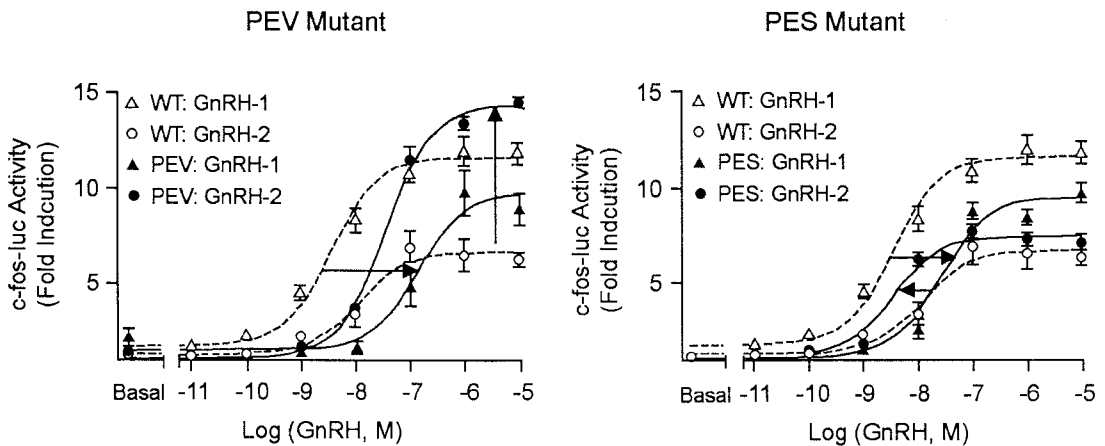 PEV Mutant
c-fos-luc Activity
(Fold Indcution)
15
10
5
△ WT: GnRH-1
○ WT: GnRH-2
▲ PEV: GnRH-1
● PEV: GnRH-2
Basal -11 -10 -9 -8 -7 -6 -5
Log (GnRH, M)
PES Mutant
c-fos-luc Activity
(Fold Indcution)
15
10
5
△ WT: GnRH-1
○ WT: GnRH-2
▲ PES: GnRH-1
● PES: GnRH-2
Basal -11 -10 -9 -8 -7 -6 -5
Log (GnRH, M)